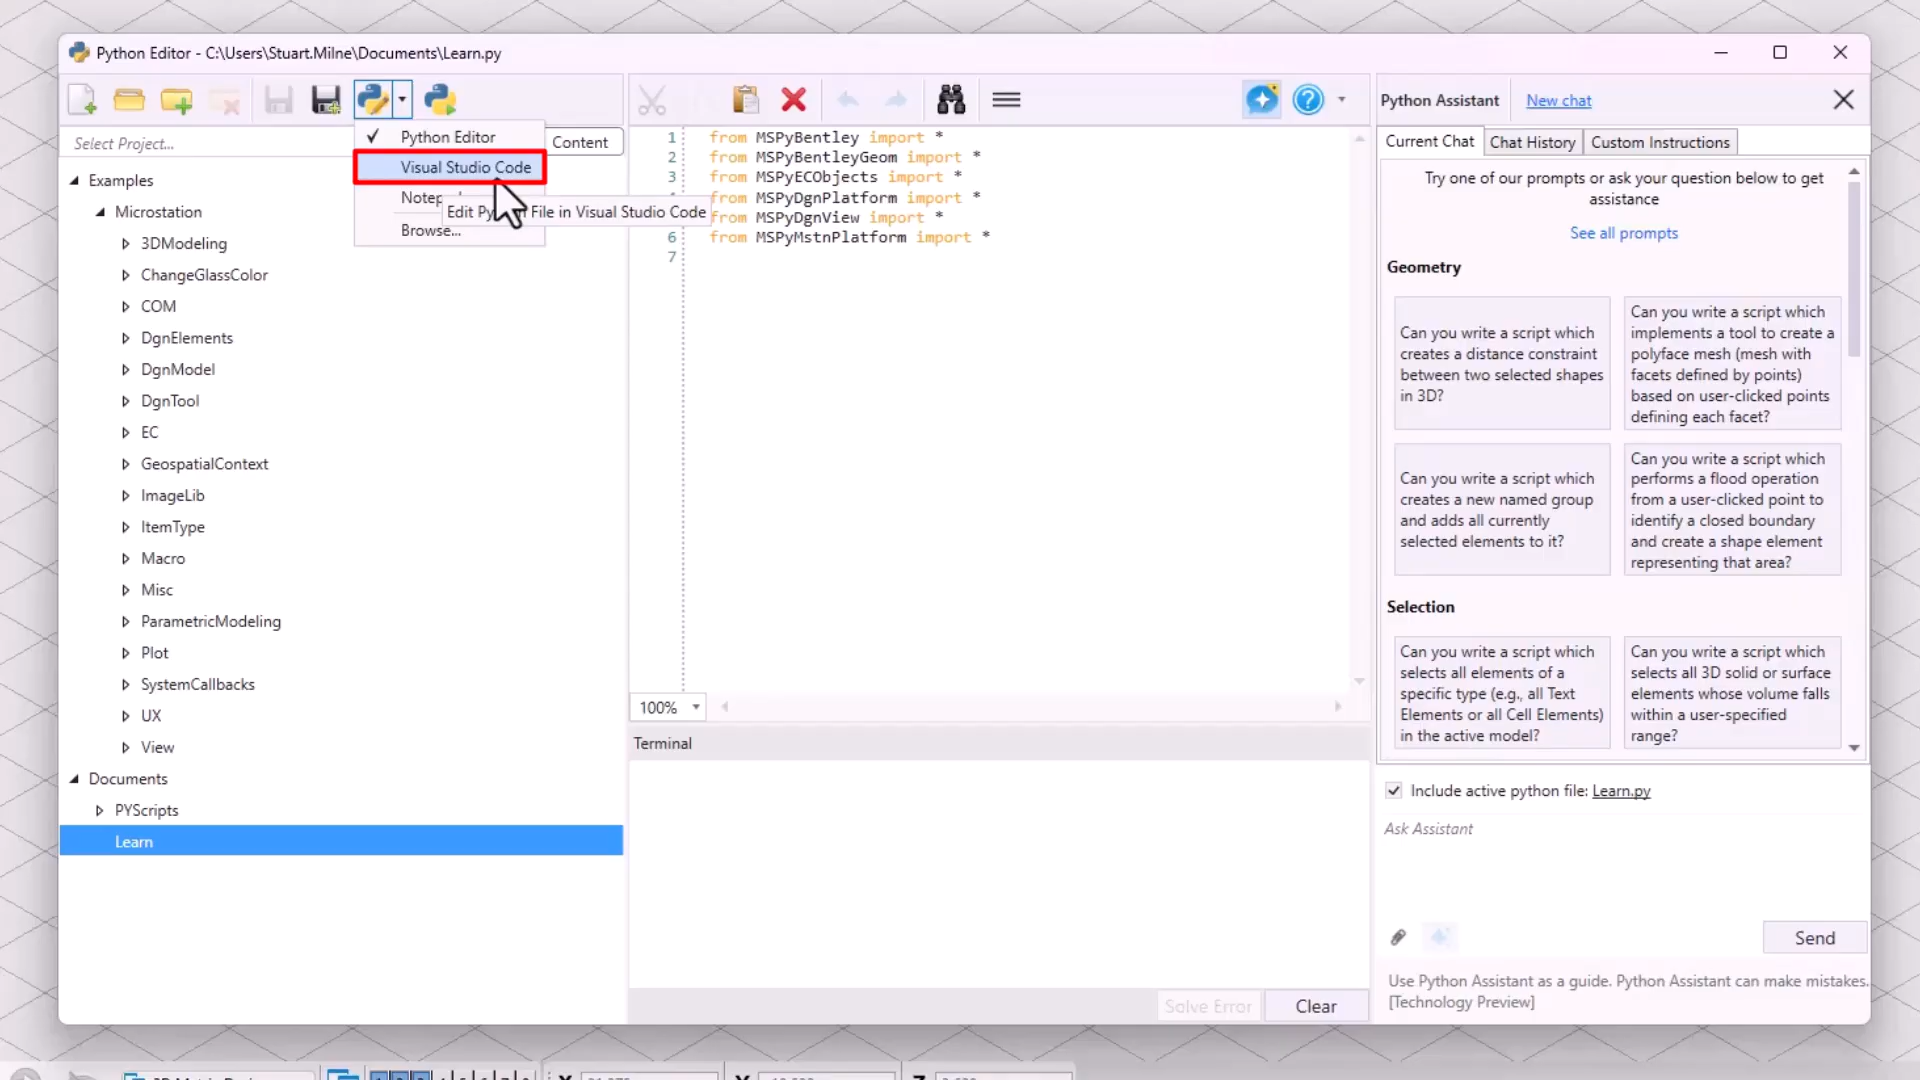 Python Editor - C:\Users\Stuart.Milne\Documents\Learn.py
Python Assistant
New chat
Select Project...
Content
Python Editor
Visual Studio Code
Edit Py File in Visual Studio Code
Browse...
Examples
Microstation
3DModeling
ChangeGlassColor
COM
DgnElements
DgnModel
DgnTool
EC
GeospatialContext
ImageLib
ItemType
Macro
Misc
ParametricModeling
Plot
SystemCallbacks
UX
View
Documents
PYScripts
Learn
1 from MSPyBentley import *
2 from MSPyBentleyGeom import *
3 from MSPyECObjects import *
from MSPyDgnPlatform import *
from MSPyDgnView import *
6 from MSPyMstnPlatform import *
7
100%
Terminal
Solve Error
Clear
Current Chat
Chat History
Custom Instructions
Try one of our prompts or ask your question below to get
assistance
See all prompts
Geometry
Can you write a script which
creates a distance constraint
between two selected shapes
in 3D?
Can you write a script which
implements a tool to create a
polyface mesh (mesh with
facets defined by points)
based on user-clicked points
defining each facet?
Can you write a script which
creates a new named group
and adds all currently
selected elements to it?
Can you write a script which
performs a flood operation
from a user-clicked point to
identify a closed boundary
and create a shape element
representing that area?
Selection
Can you write a script which
selects all elements of a
specific type (e.g., all Text
Elements or all Cell Elements)
in the active model?
Can you write a script which
selects all 3D solid or surface
elements whose volume falls
within a user-specified
range?
Include active python file: Learn.py
Ask Assistant
Send
Use Python Assistant as a guide. Python Assistant can make mistakes.
[Technology Preview]